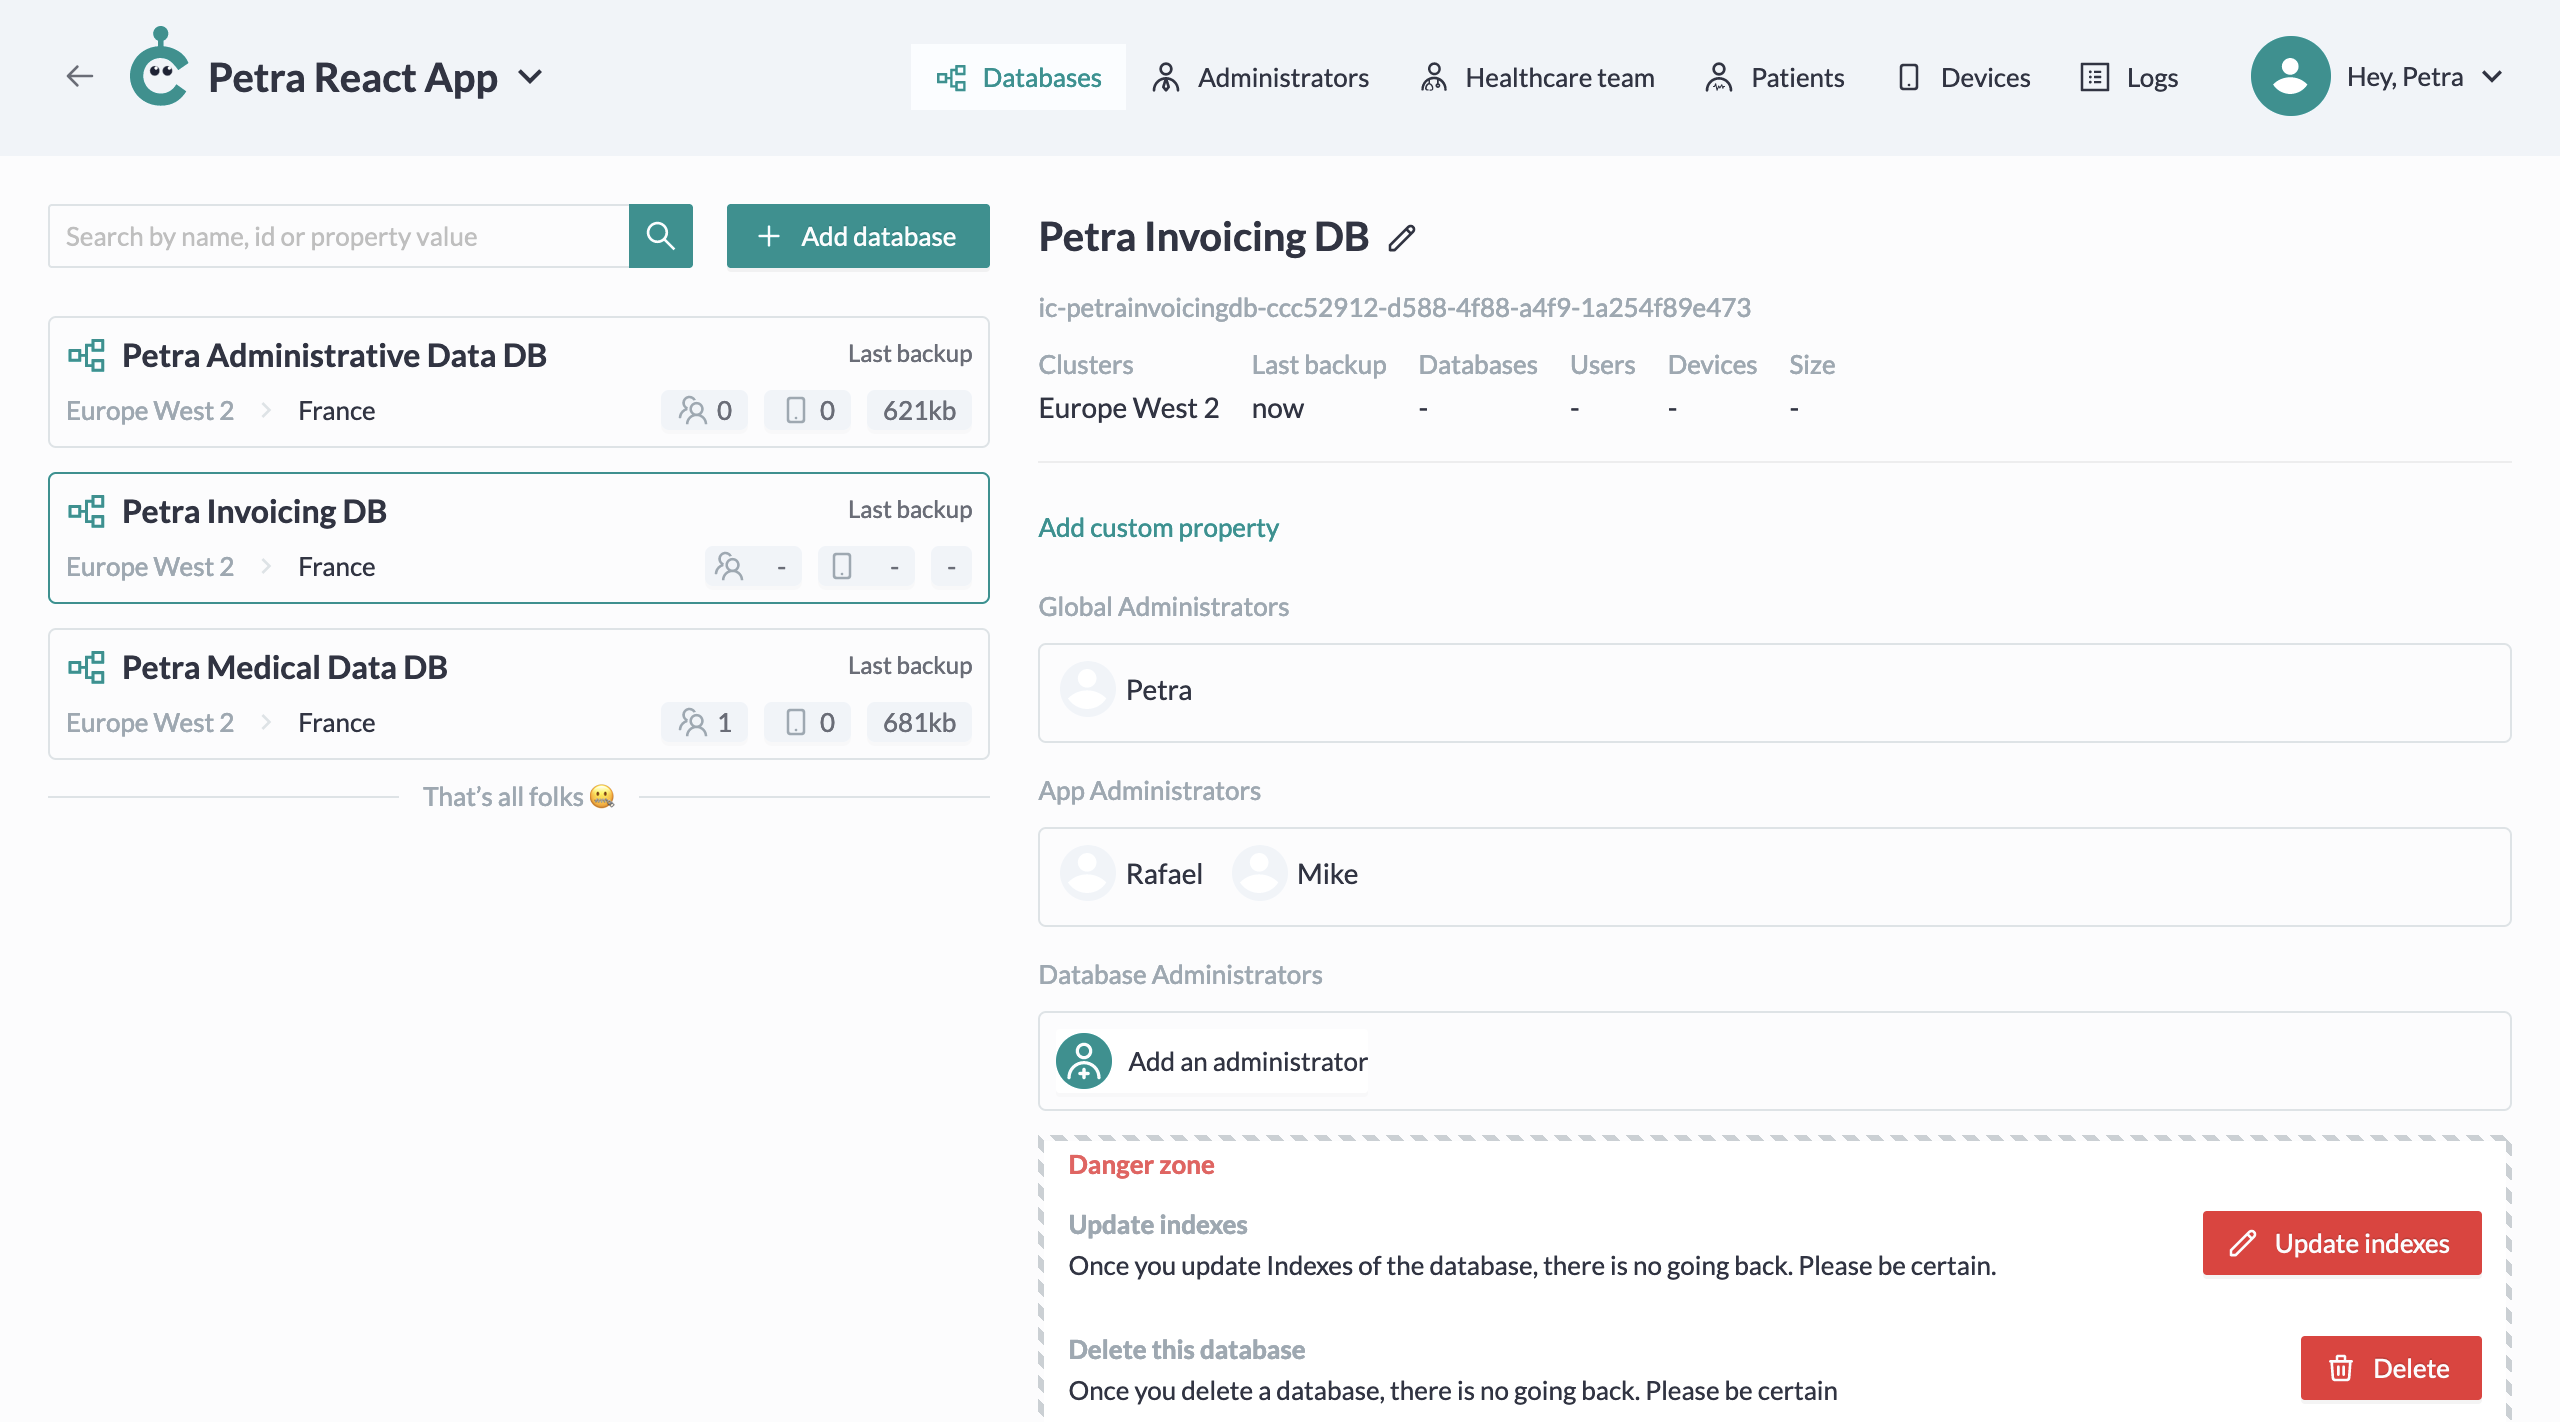 Petra React App
Databases
Administrators
Healthcare team
Patients
Devices
Logs
Hey, Petra
Search by name, id or property value
Add database
Petra Administrative Data DB
Last backup
Europe West 2 > France
0
0
621kb
Petra Invoicing DB
Last backup
Europe West 2 > France
-
-
-
Petra Medical Data DB
Last backup
Europe West 2 > France
1
0
681kb
That's all folks 🤐
Petra Invoicing DB
ic-petrainvoicingdb-ccc52912-d588-4f88-a4f9-1a254f89e473
Clusters Last backup Databases Users Devices Size
Europe West 2 now - - - -
Add custom property
Global Administrators
Petra
App Administrators
Rafael
Mike
Database Administrators
Add an administrator
Danger zone
Update indexes
Once you update Indexes of the database, there is no going back. Please be certain.
Update indexes
Delete this database
Once you delete a database, there is no going back. Please be certain
Delete